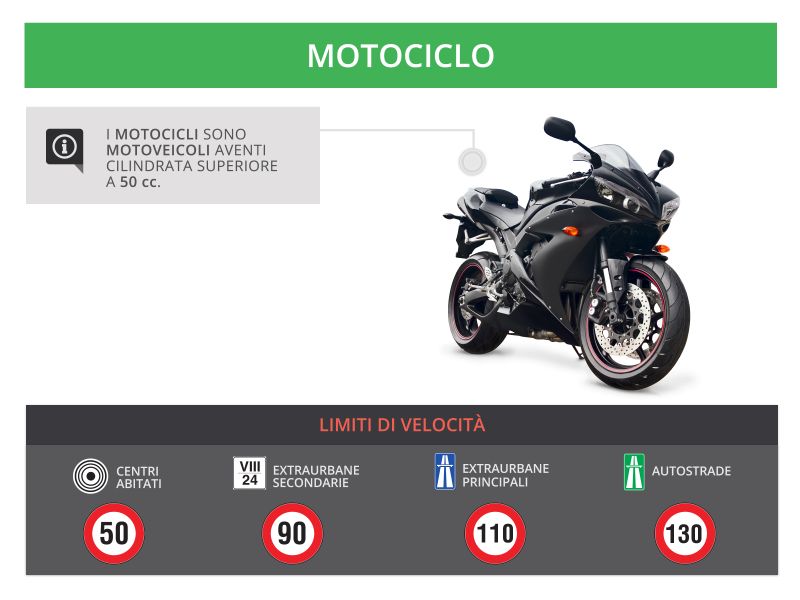 MOTOCICLO
I MOTOCICLI SONO
MOTOVEICOLI AVENTI
CILINDRATA SUPERIORE
A 50 cc.
LIMITI DI VELOCITÀ
CENTRI
ABITATI
50
VIII
24
EXTRAURBANE
SECONDARIE
90
EXTRAURBANE
PRINCIPALI
110
AUTOSTRADE
130